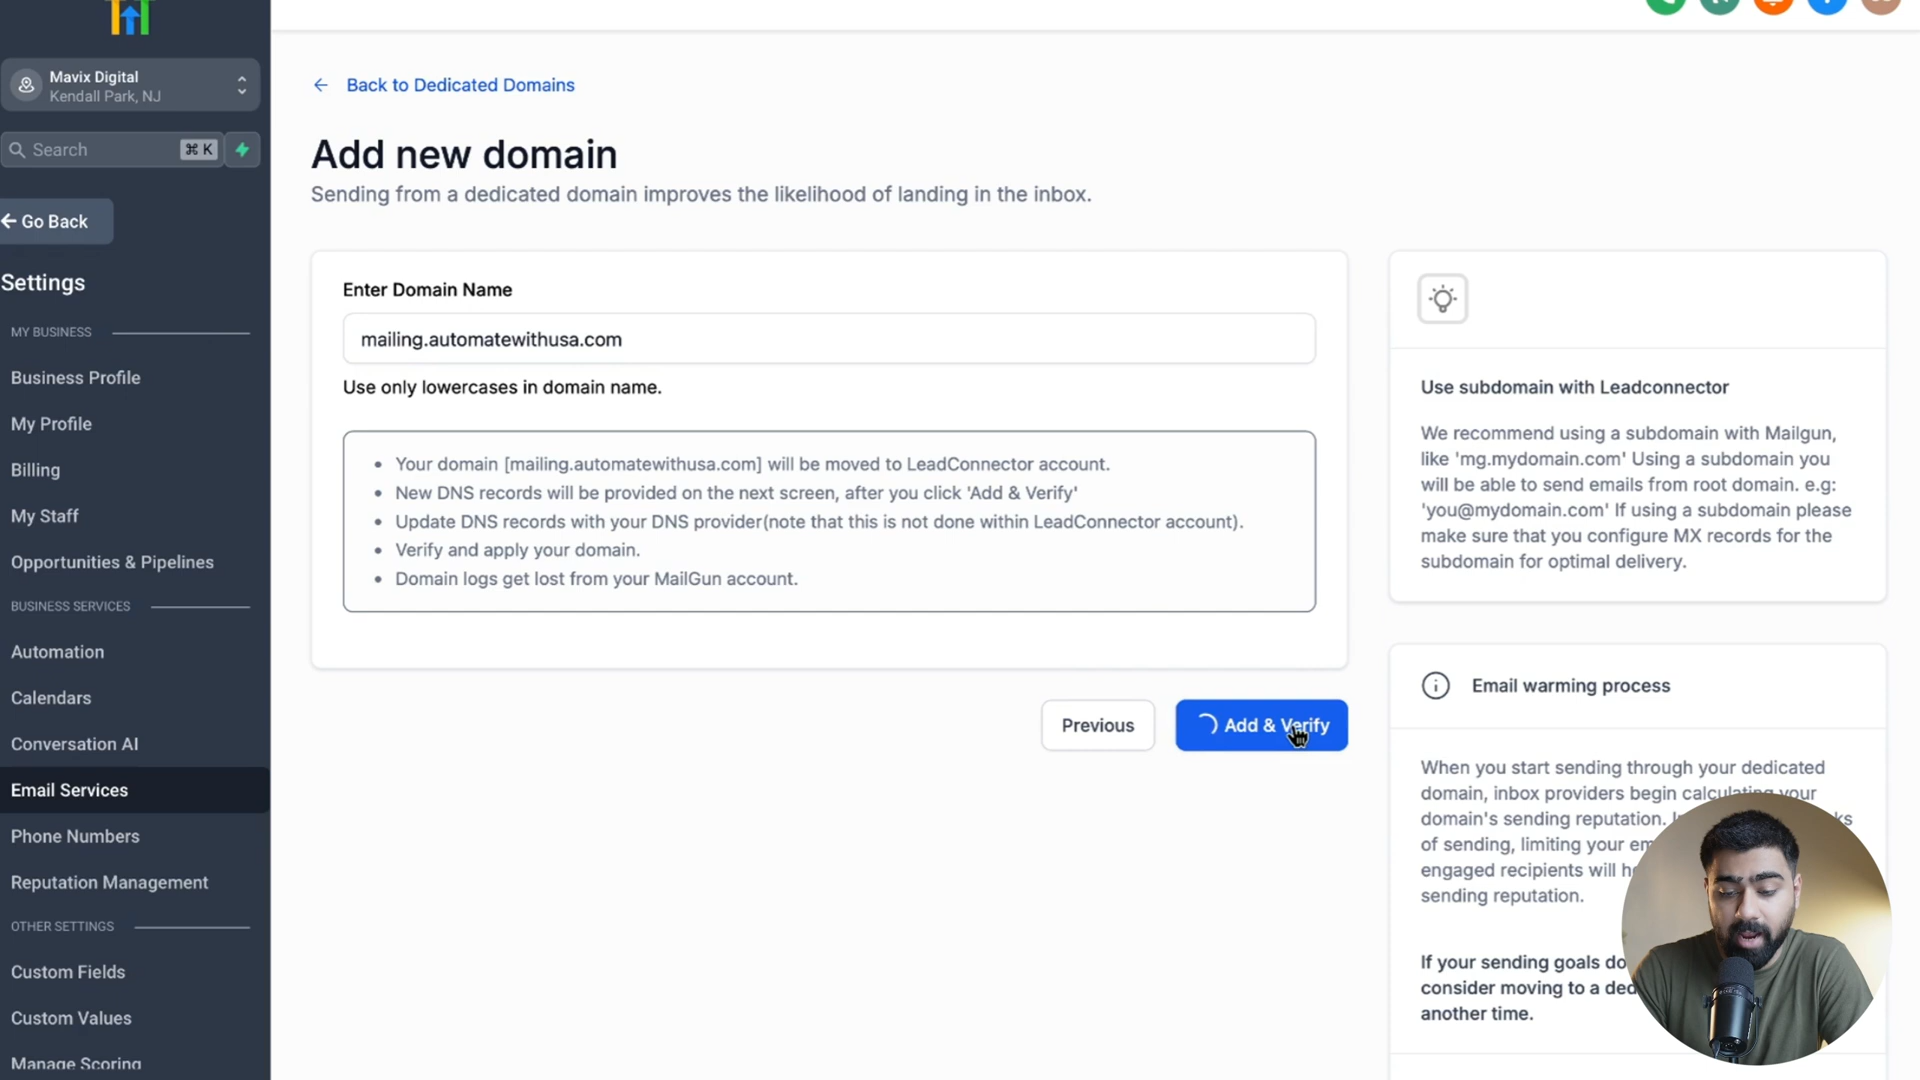 Mavix Digital
Kendall Park, NJ
Search
⌘ K
Go Back
Settings
MY BUSINESS
Business Profile
My Profile
Billing
My Staff
Opportunities & Pipelines
BUSINESS SERVICES
Automation
Calendars
Conversation AI
Email Services
Phone Numbers
Reputation Management
OTHER SETTINGS
Custom Fields
Custom Values
Manage Scoring
Back to Dedicated Domains
Add new domain
Sending from a dedicated domain improves the likelihood of landing in the inbox.
Enter Domain Name
mailing.automatewithusa.com
Use only lowercases in domain name.
• Your domain [mailing.automatewithusa.com] will be moved to LeadConnector account.
• New DNS records will be provided on the next screen, after you click 'Add & Verify'
• Update DNS records with your DNS provider(note that this is not done within LeadConnector account).
• Verify and apply your domain.
• Domain logs get lost from your MailGun account.
Previous
Add & Verify
Use subdomain with Leadconnector
We recommend using a subdomain with Mailgun,
like 'mg.mydomain.com' Using a subdomain you
will be able to send emails from root domain. e.g:
'you@mydomain.com' If using a subdomain please
make sure that you configure MX records for the
subdomain for optimal delivery.
Email warming process
When you start sending through your dedicated
domain, inbox providers begin calculating your
domain's sending reputation.
of sending, limiting your
engaged recipients will
sending reputation.
If your sending goals
consider moving to a
another time.